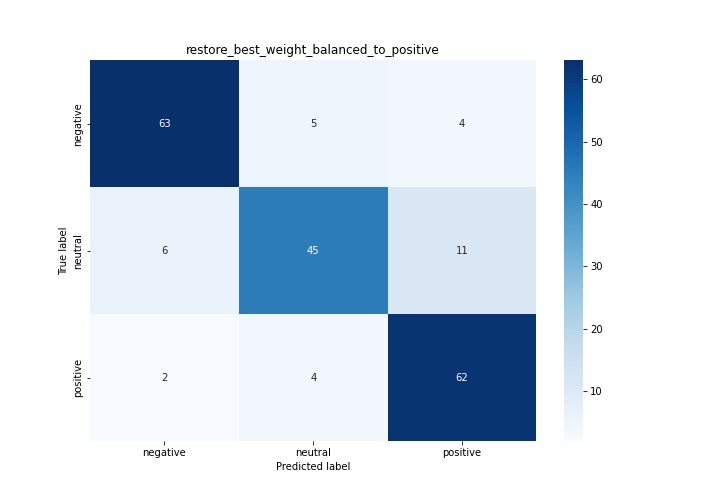 restore_best_weight_balanced_to_positive
True label
negative
63 5 4
neutral
6 45 11
positive
2 4 62
negative neutral positive
Predicted label
60
50
40
30
20
10